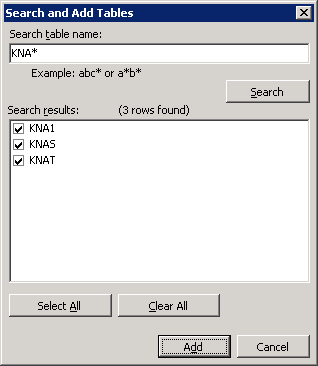 Search and Add Tables
Search table name:
KNA*
Example: abc* or a*b*
Search
Search results: (3 rows found)
KNA1
KNAS
KNAT
Select All Clear All
Add Cancel